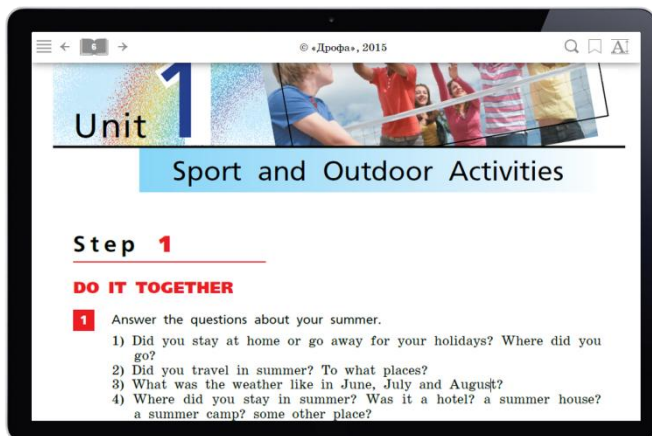 6
© «Дрофа», 2015
A
Unit 1
Sport and Outdoor Activities
Step 1
DO IT TOGETHER
1 Answer the questions about your summer.
1) Did you stay at home or go away for your holidays? Where did you
go?
2) Did you travel in summer? To what places?
3) What was the weather like in June, July and August?
4) Where did you stay in summer? Was it a hotel? a summer house?
a summer camp? some other place?